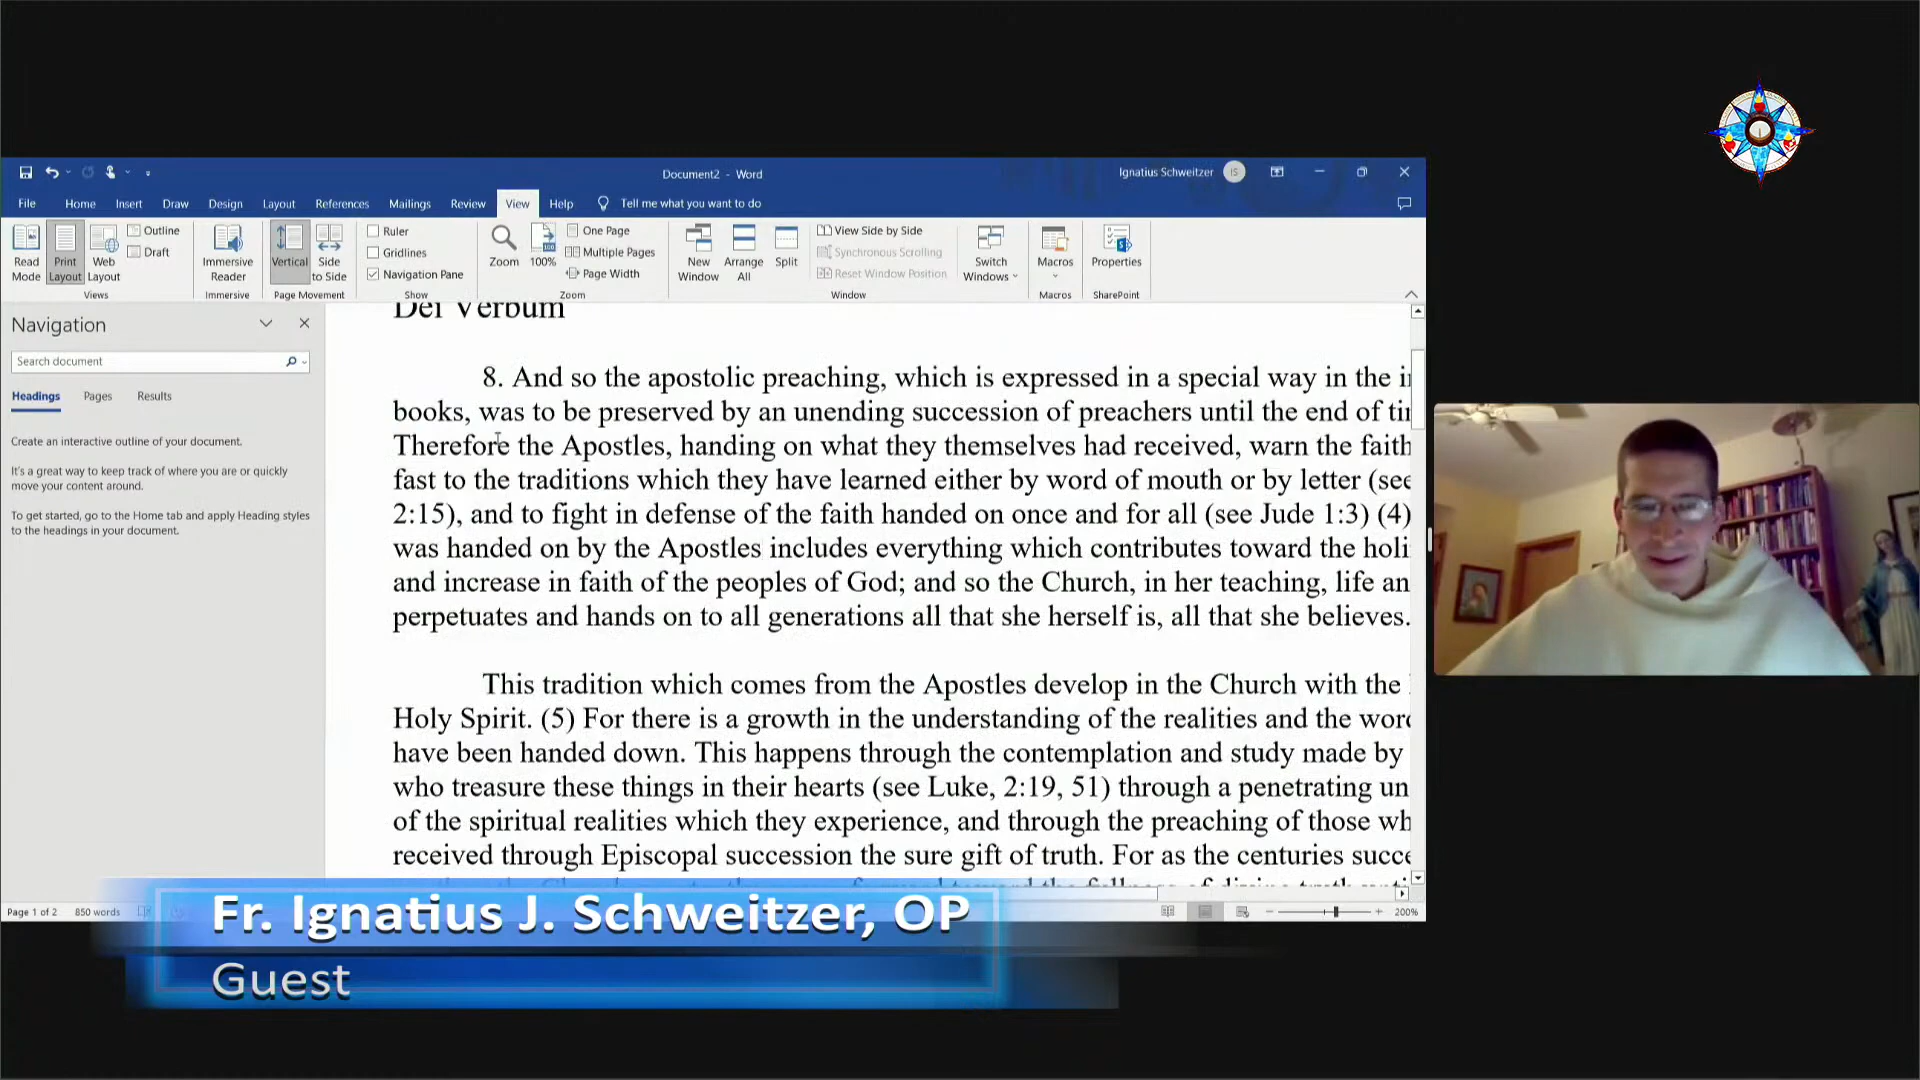 Document2 - Word
Ignatius Schweitzer
IS
File Home Insert Draw Design Layout References Mailings Review View Help Tell me what you want to do
Read Mode
Print Layout
Web Layout
Outline
Draft
Views
Immersive Reader
Immersive
Vertical
Side to Side
Page Movement
Ruler
Gridlines
Navigation Pane
Show
Zoom
100%
One Page
Multiple Pages
Page Width
Zoom
New Window
Arrange All
Split
View Side by Side
Synchronous Scrolling
Reset Window Position
Switch Windows
Window
Macros
Macros
Properties
SharePoint
Navigation
Search document
Headings Pages Results
Create an interactive outline of your document.
It's a great way to keep track of where you are or quickly
move your content around.
To get started, go to the Home tab and apply Heading styles
to the headings in your document.
Dei Verbum
8. And so the apostolic preaching, which is expressed in a special way in the
books, was to be preserved by an unending succession of preachers until the end of
Therefore the Apostles, handing on what they themselves had received, warn the faith
fast to the traditions which they have learned either by word of mouth or by letter (see
2:15), and to fight in defense of the faith handed on once and for all (see Jude 1:3) (4)
was handed on by the Apostles includes everything which contributes toward the holi
and increase in faith of the peoples of God; and so the Church, in her teaching, life an
perpetuates and hands on to all generations all that she herself is, all that she believes.
This tradition which comes from the Apostles develop in the Church with the
Holy Spirit. (5) For there is a growth in the understanding of the realities and the
have been handed down. This happens through the contemplation and study made by
who treasure these things in their hearts (see Luke, 2:19, 51) through a penetrating un
of the spiritual realities which they experience, and through the preaching of those wh
received through Episcopal succession the sure gift of truth. For as the centuries succe
Page 1 of 2 850 words
200%
Fr. Ignatius J. Schweitzer, OP
Guest